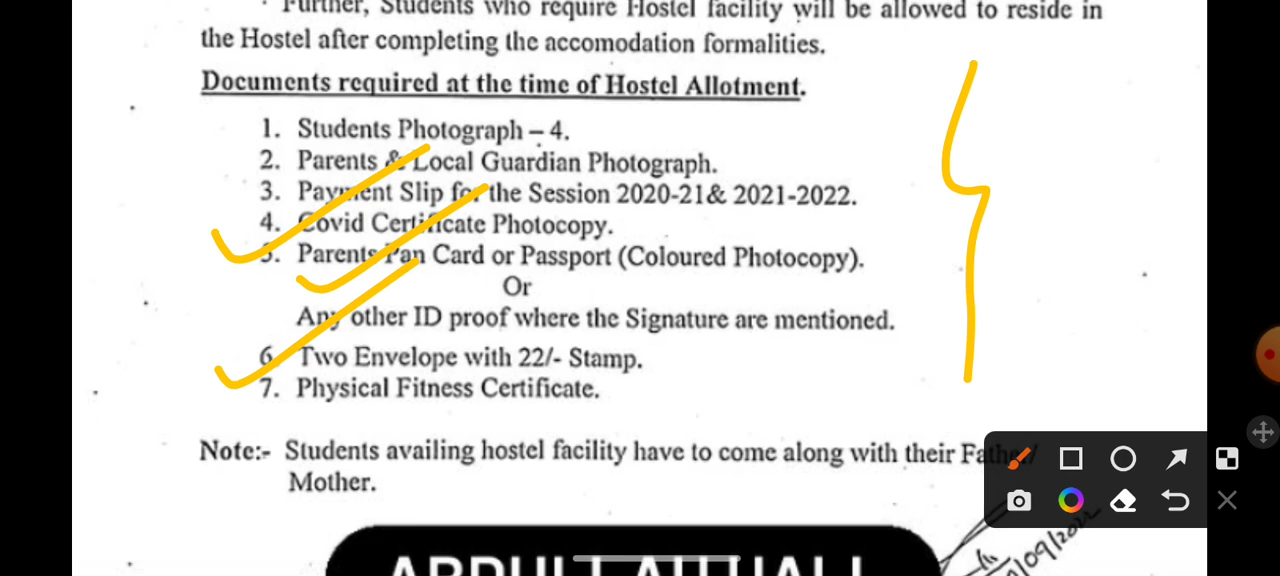 Further, Students who require Hostel facility will be allowed to reside in
the Hostel after completing the accomodation formalities.
Documents required at the time of Hostel Allotment.
1. Students Photograph – 4.
2. Parents & Local Guardian Photograph.
3. Payment Slip for the Session 2020-21& 2021-2022.
4. Covid Certificate Photocopy.
5. Parents Pan Card or Passport (Coloured Photocopy).
Or
Any other ID proof where the Signature are mentioned.
6. Two Envelope with 22/- Stamp.
7. Physical Fitness Certificate.
Note:- Students availing hostel facility have to come along with their Father/
Mother.
/09/2022